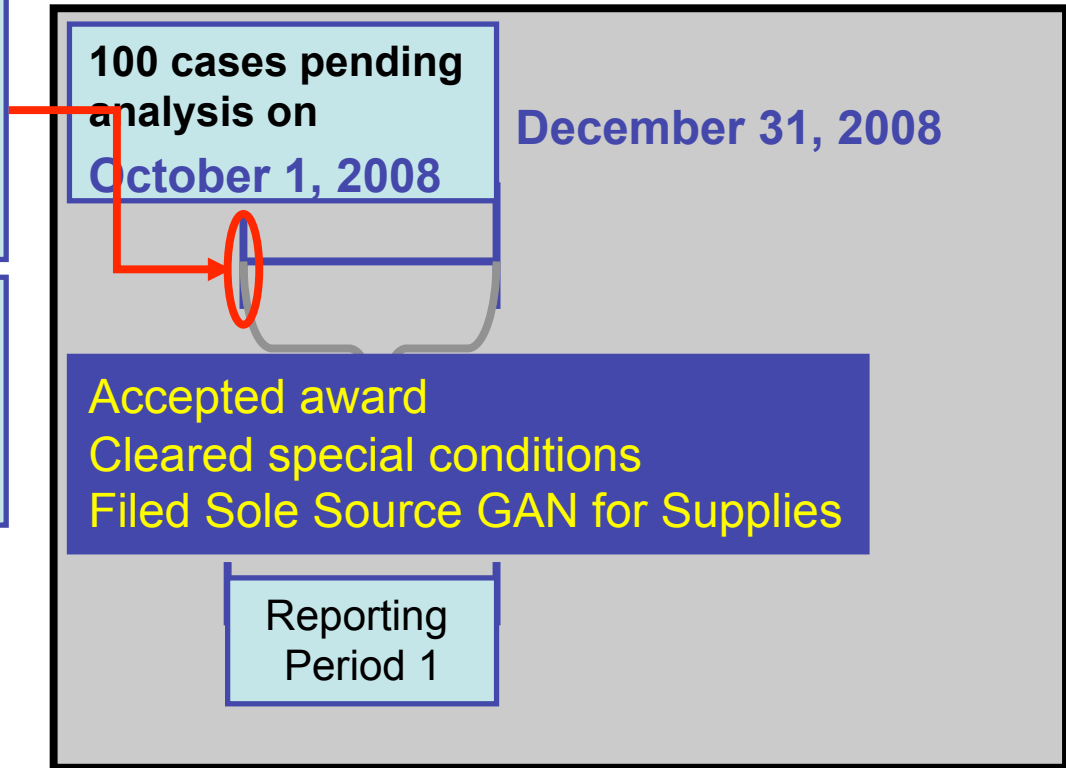 100 cases pending
analysis on
October 1, 2008
December 31, 2008
Accepted award
Cleared special conditions
Filed Sole Source GAN for Supplies
Reporting
Period 1